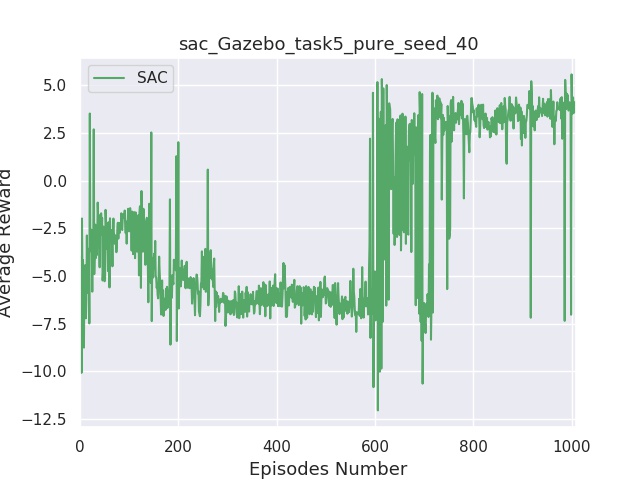 sac_Gazebo_task5_pure_seed_40
SAC
5.0
2.5
0.0
−2.5
−5.0
−7.5
−10.0
−12.5
Average Reward
0 200 400 600 800 1000
Episodes Number